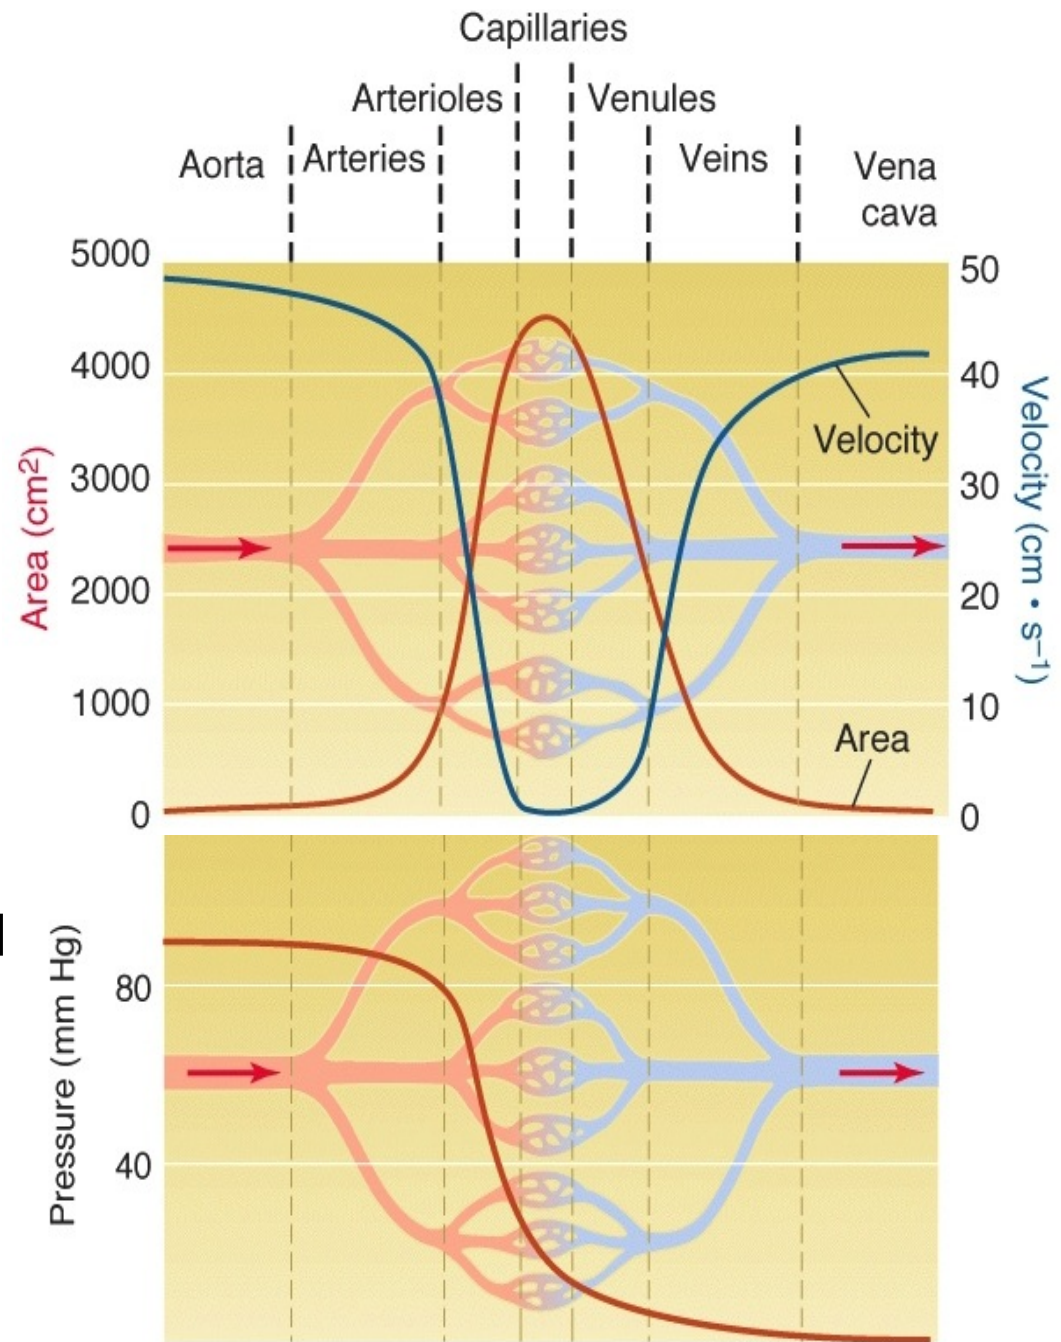 Capillaries
Arterioles
Venules
Aorta
Arteries
Veins
Vena
cava
5000
4000
3000
2000
1000
0
Area (cm²)
50
40
30
20
10
0
Velocity (cm • s⁻¹)
Velocity
Area
80
40
Pressure (mm Hg)